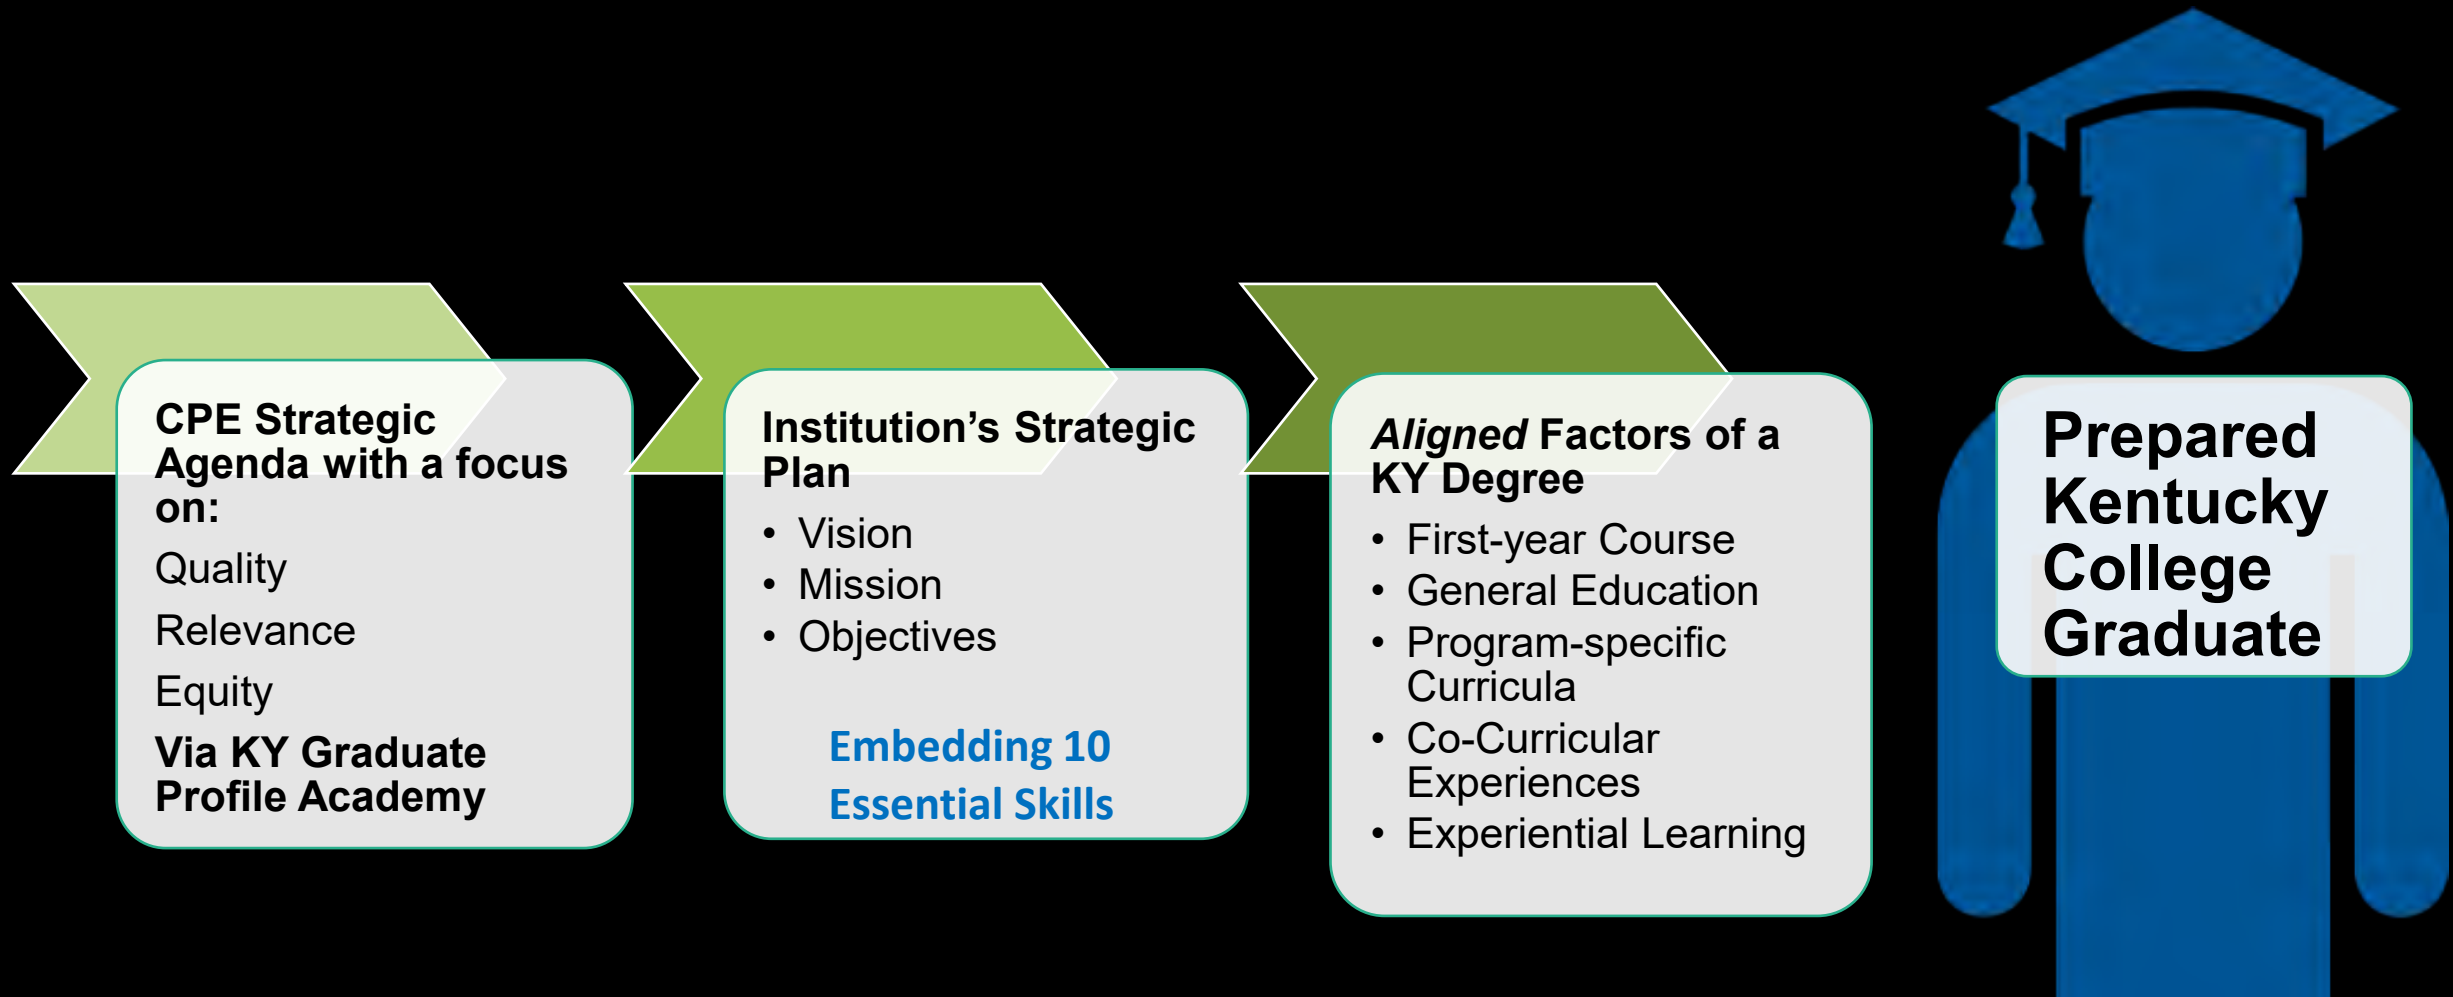 CPE Strategic
Agenda with a focus
on:
Quality
Relevance
Equity
Via KY Graduate
Profile Academy
Institution’s Strategic
Plan
• Vision
• Mission
• Objectives
Embedding 10
Essential Skills
Aligned Factors of a
KY Degree
• First-year Course
• General Education
• Program-specific
Curricula
• Co-Curricular
Experiences
• Experiential Learning
Prepared
Kentucky
College
Graduate